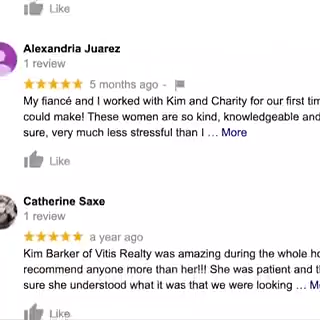 Like
Alexandria Juarez
1 review
5 months ago -
My fiancé and I worked with Kim and Charity for our first
could make! These women are so kind, knowledgeable and
sure, very much less stressful than I ... More
Like
Catherine Saxe
1 review
a year ago
Kim Barker of Vitis Realty was amazing during the whole
recommend anyone more than her!!! She was patient and
sure she understood what it was that we were looking ...
Like